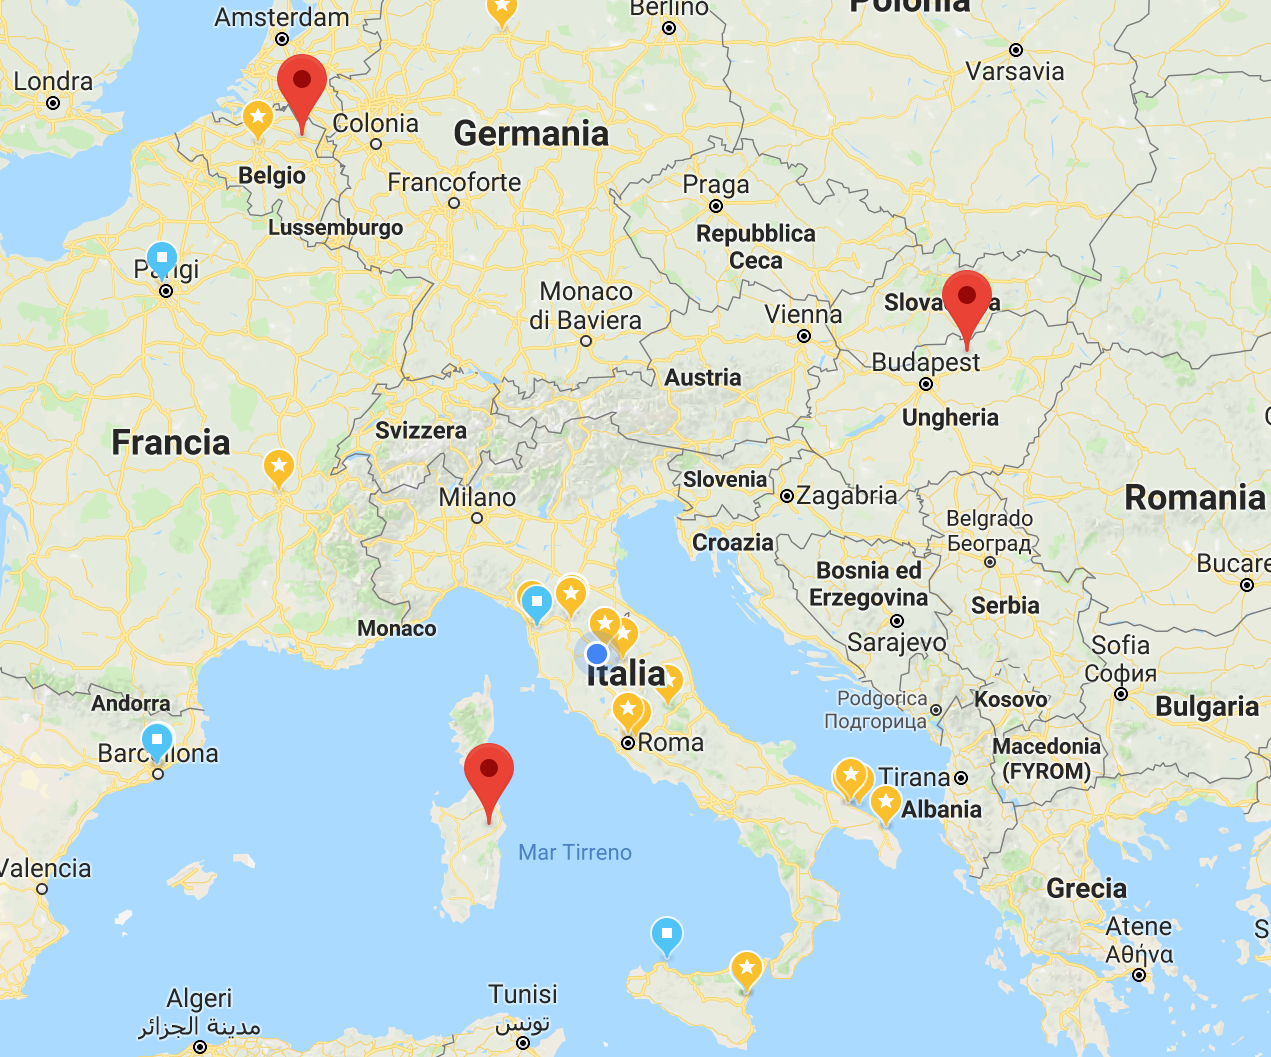 Amsterdam
Berlino
Polonia
Londra
Varsavia
Colonia
Germania
Belgio
Francoforte
Praga
Lussemburgo
Repubblica
Ceca
Monaco
di Baviera
Vienna
Budapest
Austria
Ungheria
Francia
Svizzera
Slovenia
Milano
Zagabria
Romania
Belgrado
Београд
Croazia
Bosnia ed
Erzegovina
Serbia
Monaco
Sarajevo
Sofia
София
Italia
Andorra
Podgorica
Подгорица
Kosovo
Bulgaria
Roma
Macedonia
(FYROM)
Tirana
Albania
Mar Tirreno
Grecia
Atene
Αθήνα
Algeri
مدينة الجزائر
Tunisi
تونس